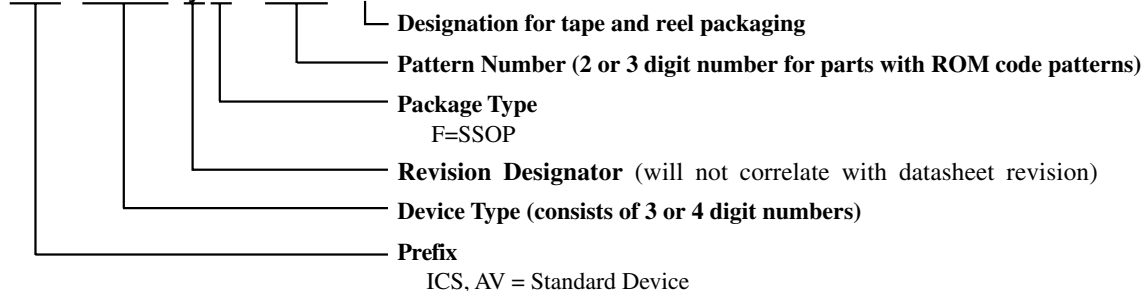 Designation for tape and reel packaging
Pattern Number (2 or 3 digit number for parts with ROM code patterns)
Package Type
F=SSOP
Revision Designator (will not correlate with datasheet revision)
Device Type (consists of 3 or 4 digit numbers)
Prefix
ICS, AV = Standard Device